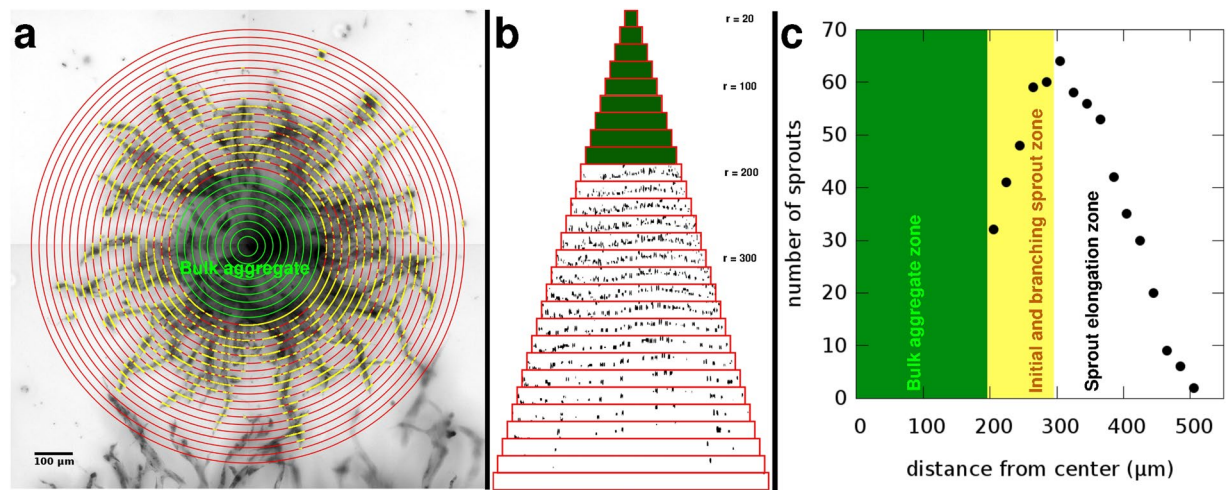 a
Bulk aggregate
100 µm
b
r = 20
r = 100
r = 200
r = 300
c
number of sprouts
70
60
50
40
30
20
10
0
Bulk aggregate zone
Initial and branching sprout zone
Sprout elongation zone
0 100 200 300 400 500
distance from center (µm)